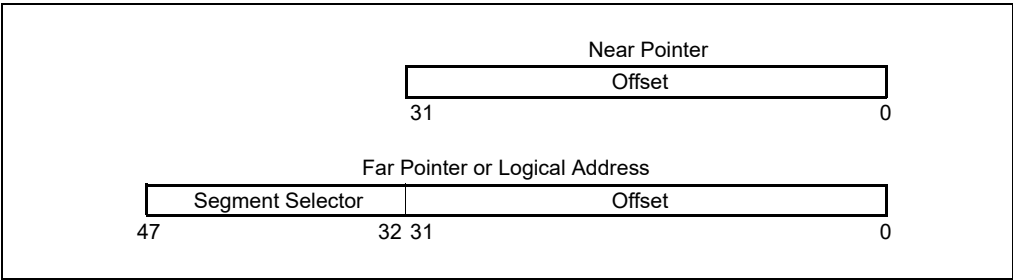 Near Pointer
Offset
31 0
Far Pointer or Logical Address
Segment Selector Offset
47 32 31 0